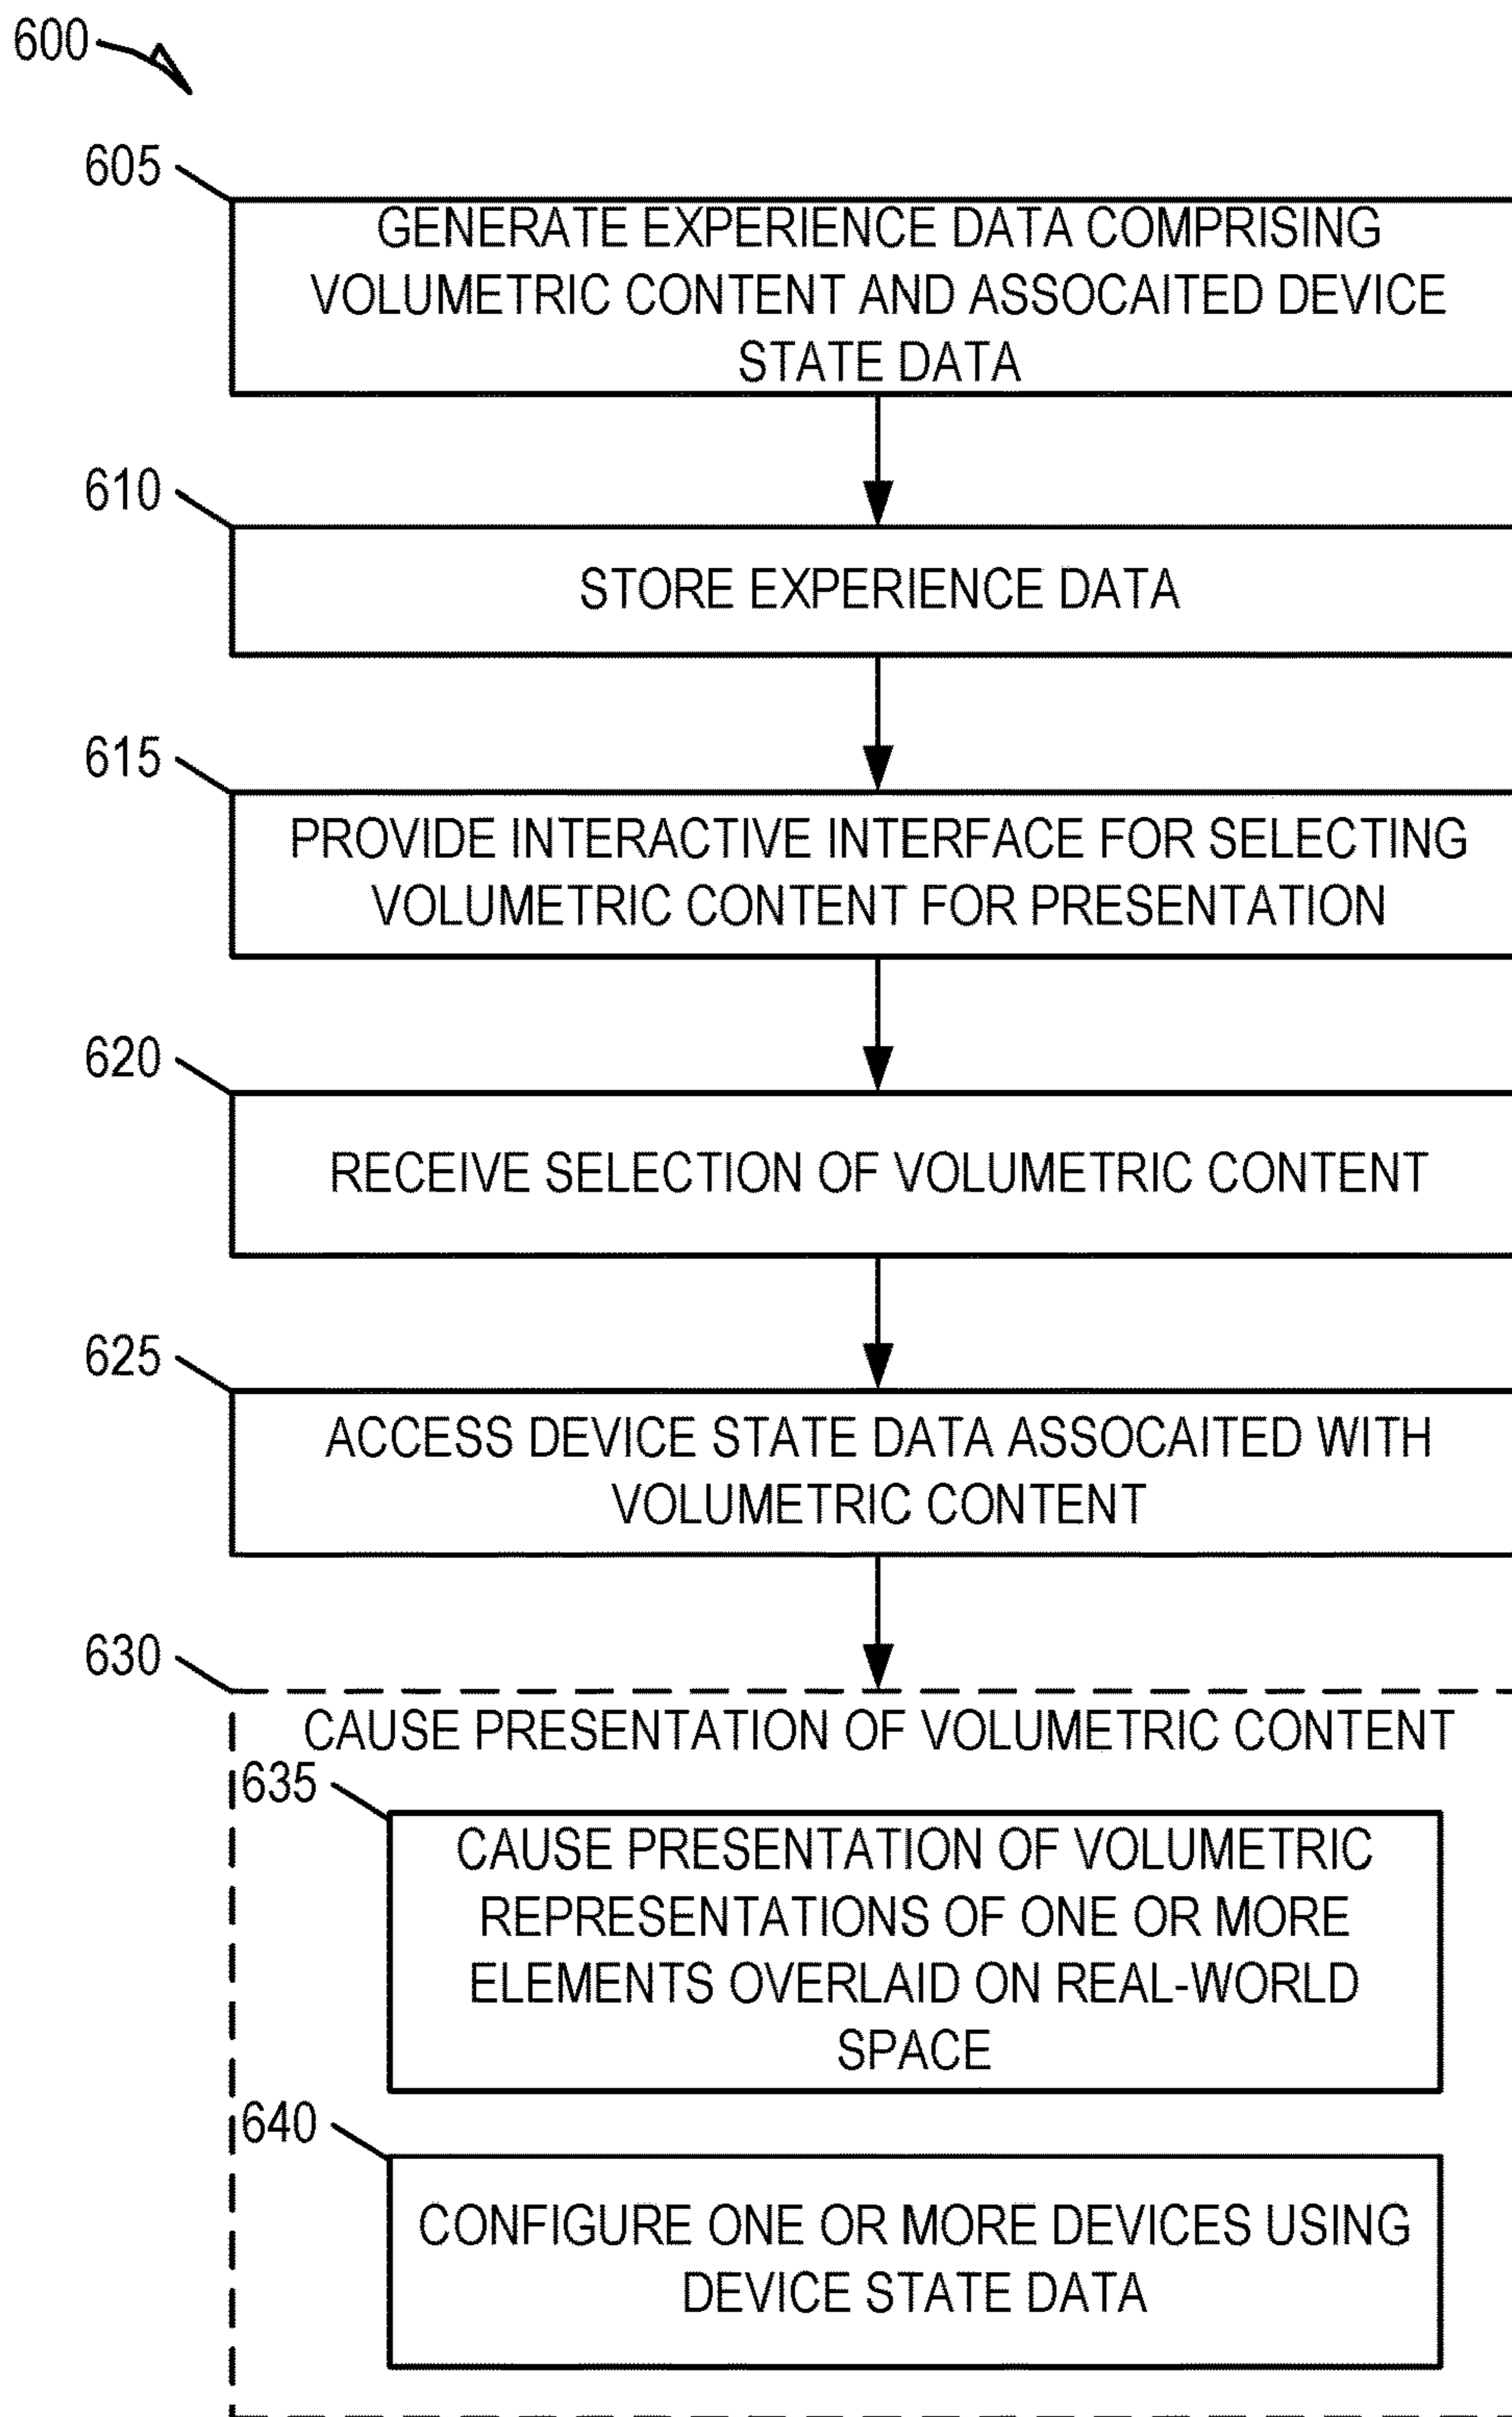 600
605
GENERATE EXPERIENCE DATA COMPRISING
VOLUMETRIC CONTENT AND ASSOCAITED DEVICE
STATE DATA
610
STORE EXPERIENCE DATA
615
PROVIDE INTERACTIVE INTERFACE FOR SELECTING
VOLUMETRIC CONTENT FOR PRESENTATION
620
RECEIVE SELECTION OF VOLUMETRIC CONTENT
625
ACCESS DEVICE STATE DATA ASSOCAITED WITH
VOLUMETRIC CONTENT
630
CAUSE PRESENTATION OF VOLUMETRIC CONTENT
635
CAUSE PRESENTATION OF VOLUMETRIC
REPRESENTATIONS OF ONE OR MORE
ELEMENTS OVERLAID ON REAL-WORLD
SPACE
640
CONFIGURE ONE OR MORE DEVICES USING
DEVICE STATE DATA